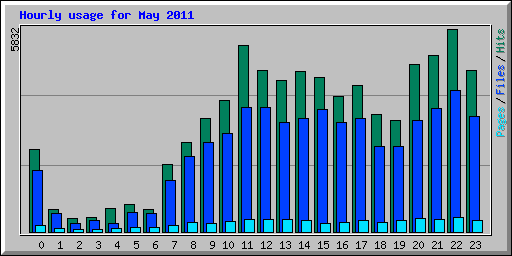 Hourly usage for May 2011
5832
Pages/Files/Hits
0 1 2 3 4 5 6 7 8 9 10 11 12 13 14 15 16 17 18 19 20 21 22 23